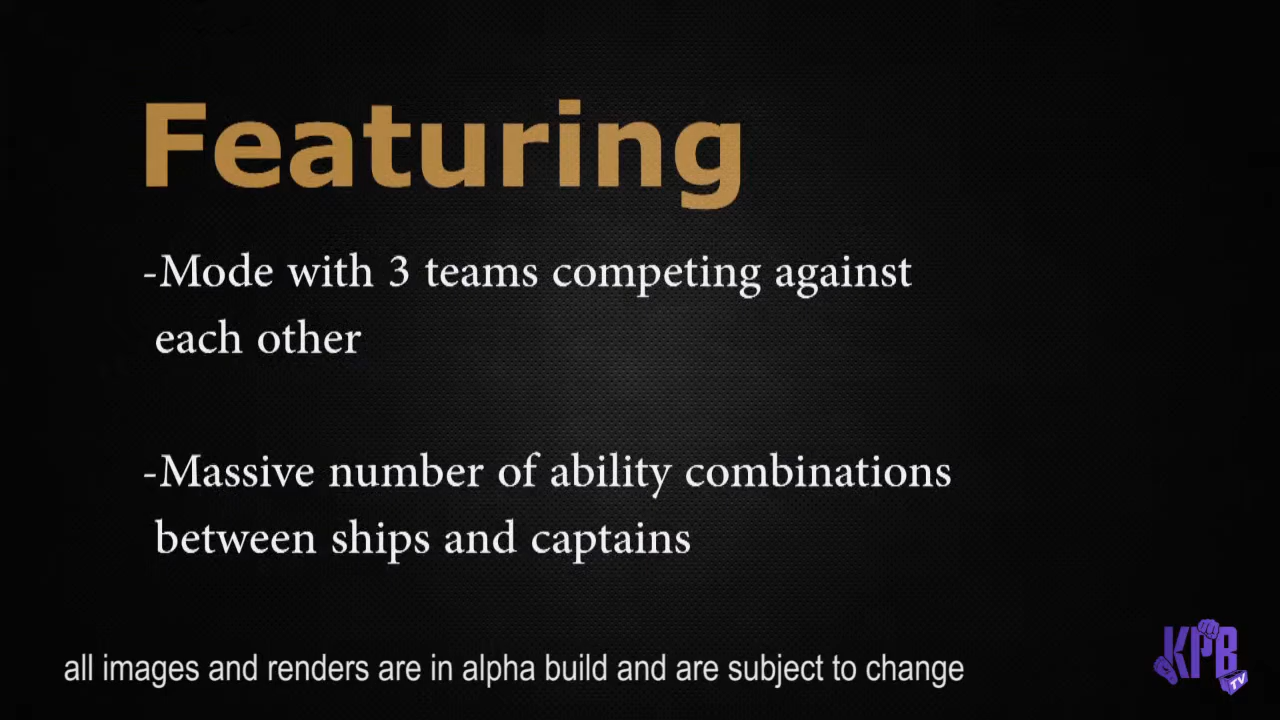 Featuring
-Mode with 3 teams competing against
each other
-Massive number of ability combinations
between ships and captains
all images and renders are in alpha build and are subject to change
KPB
TV